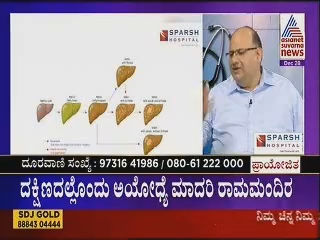 SPARSH
HOSPITAL
asianet
suvarna
news
Dec 28
SPARSH
HOSPITAL
ದೂರವಾಣಿ ಸಂಖ್ಯೆ : 97316 41986 / 080-61 222 000
ಪ್ರಾಯೋಜಿತ
ದಕ್ಷಿಣದಲ್ಲೊಂದು ಅಯೋಧ್ಯೆ ಮಾದರಿ ರಾಮಮಂದಿರ
SDJ GOLD
88843 04444
ನಿಮ್ಮ ಚಿನ್ನ ನಿಮ್ಮ